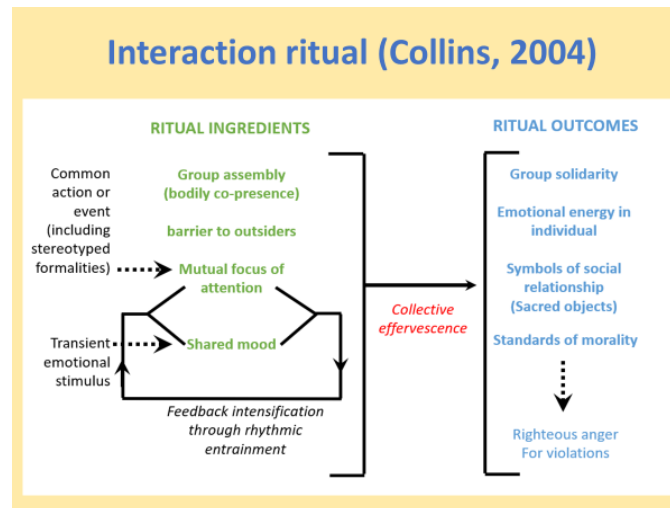 Interaction ritual (Collins, 2004)
RITUAL INGREDIENTS
RITUAL OUTCOMES
Common
action or
event
(including
stereotyped
formalities)
Group assembly
(bodily co-presence)
barrier to outsiders
Mutual focus of
attention
Transient
emotional
stimulus
Shared mood
Feedback intensification
through rhythmic
entrainment
Collective
effervescence
Group solidarity
Emotional energy in
individual
Symbols of social
relationship
(Sacred objects)
Standards of morality
Righteous anger
For violations